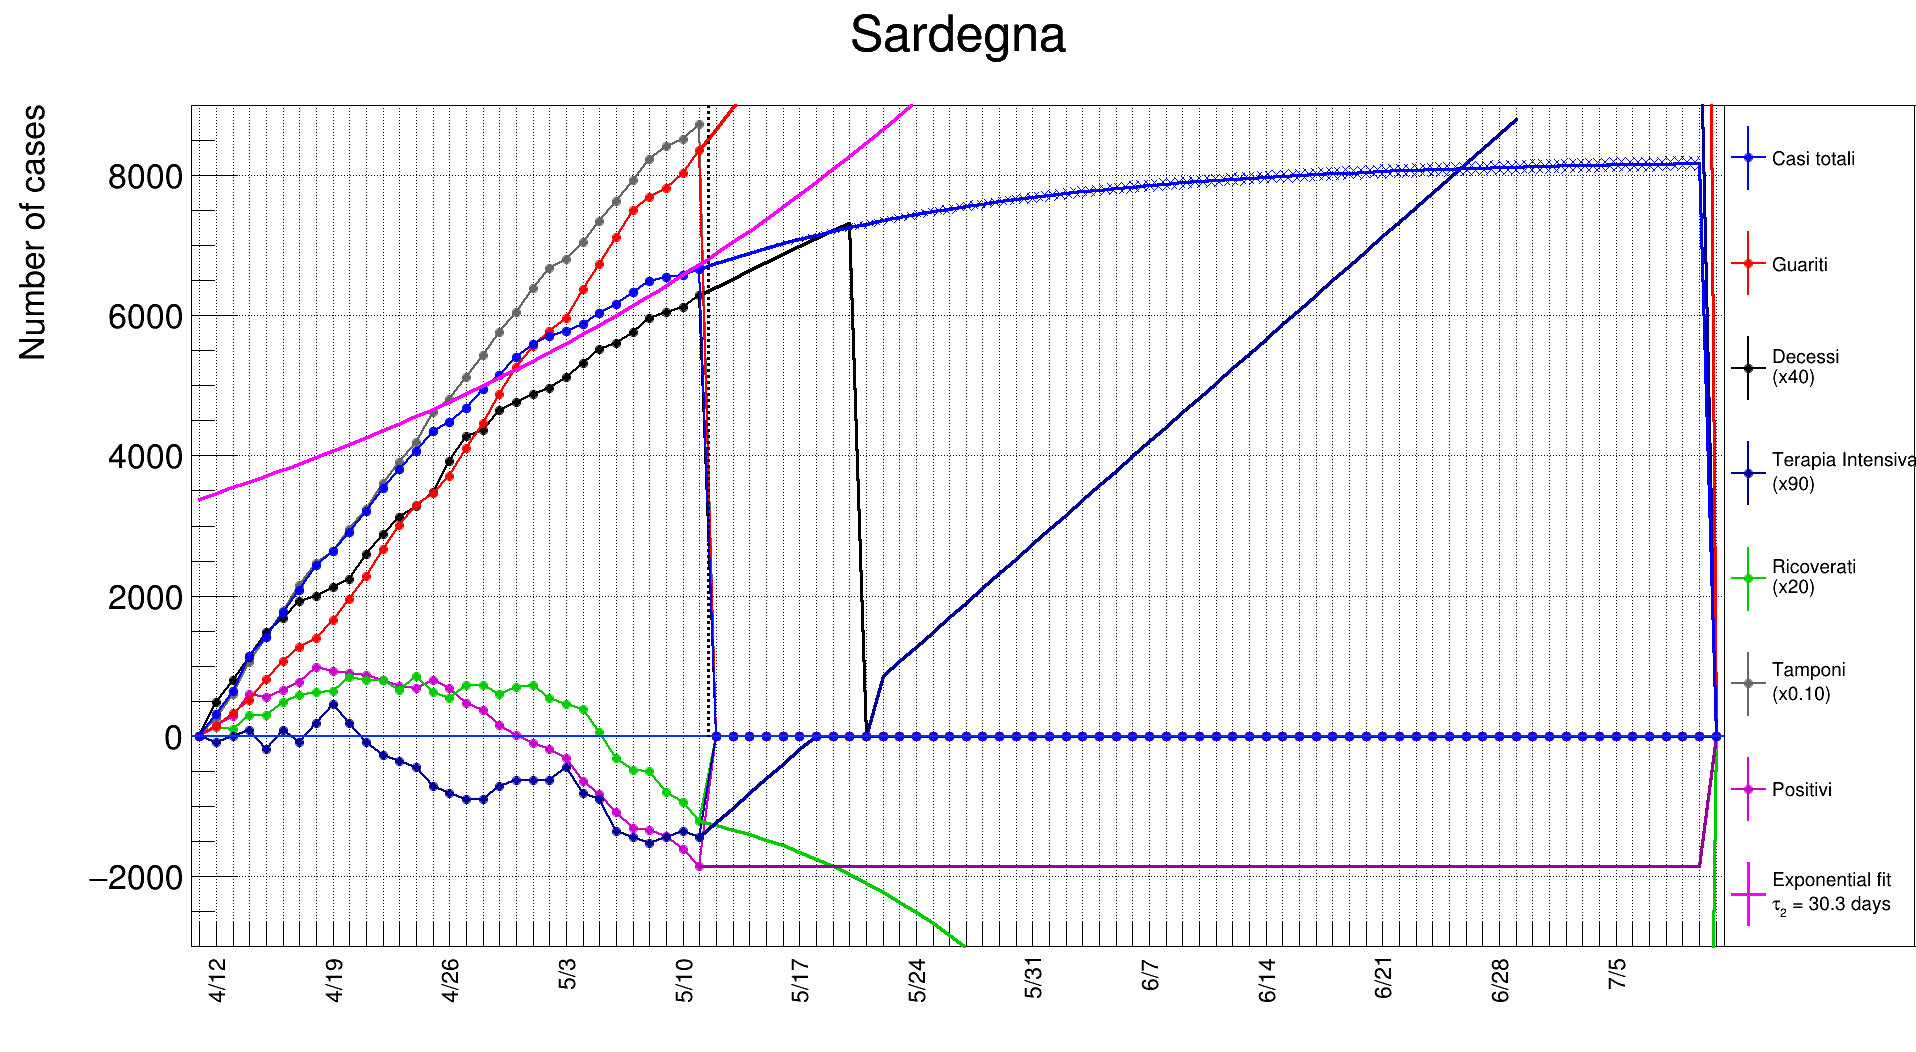 Sardegna
Number of cases
8000
6000
4000
2000
0
−2000
4/12
4/19
4/26
5/3
5/10
5/17
5/24
5/31
6/7
6/14
6/21
6/28
7/5
Casi totali
Guariti
Decessi
(x40)
Terapia Intensiva
(x90)
Ricoverati
(x20)
Tamponi
(x0.10)
Positivi
Exponential fit
τ2 = 30.3 days